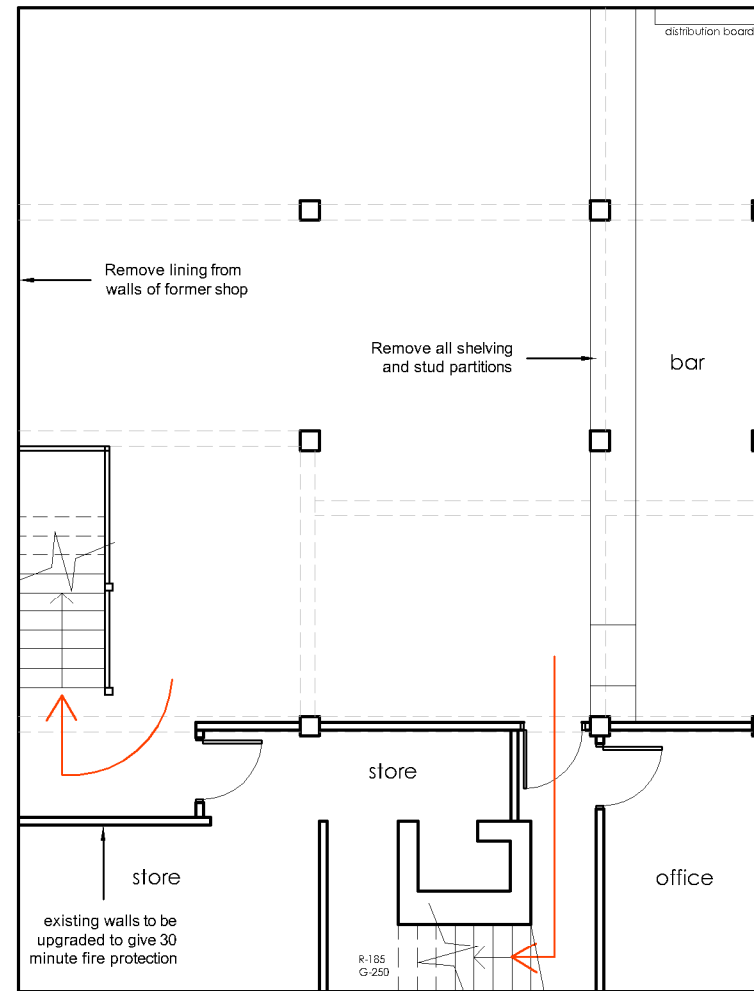 distribution board
Remove lining from
walls of former shop
Remove all shelving
and stud partitions
bar
store
store
office
existing walls to be
upgraded to give 30
minute fire protection
R-185
G-250